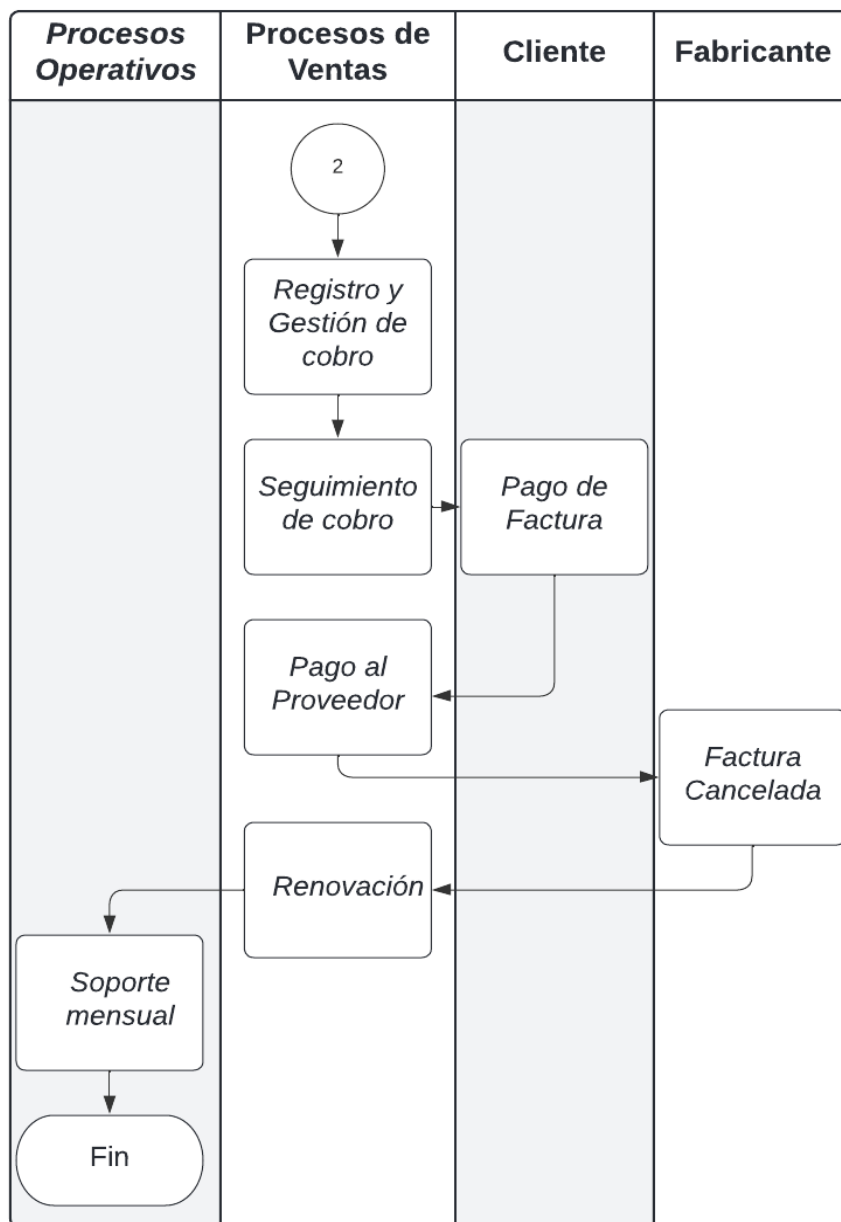 Procesos
Operativos
Procesos de
Ventas
Cliente
Fabricante
2
Registro y
Gestión de
cobro
Seguimiento
de cobro
Pago de
Factura
Pago al
Proveedor
Factura
Cancelada
Renovación
Soporte
mensual
Fin